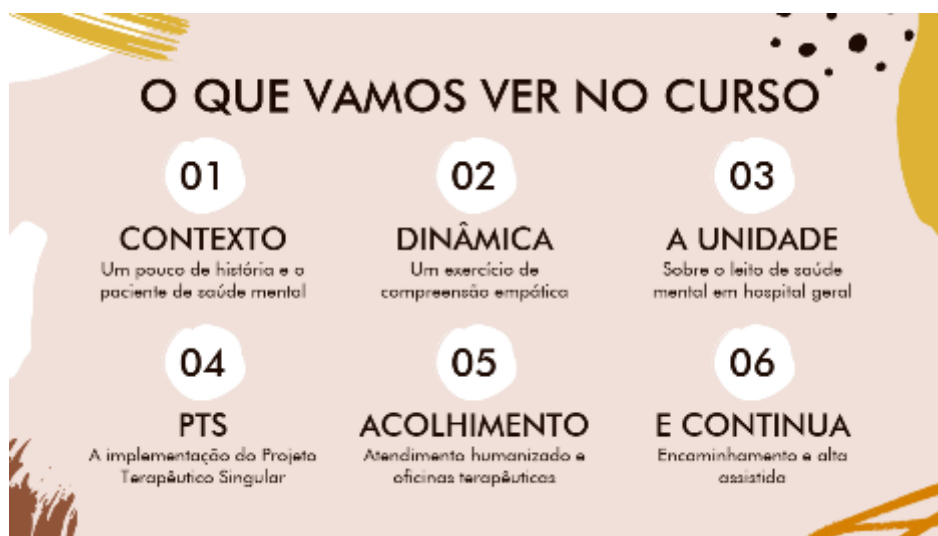 O QUE VAMOS VER NO CURSO
01
CONTEXTO
Um pouco de história e o
paciente de saúde mental
02
DINÂMICA
Um exercício de
compreensão empática
03
A UNIDADE
Sobre o leito de saúde
mental em hospital geral
04
PTS
A implementação do Projeto
Terapêutico Singular
05
ACOLHIMENTO
Atendimento humanizado e
oficinas terapêuticas
06
E CONTINUA
Encaminhamento e alta
assistida